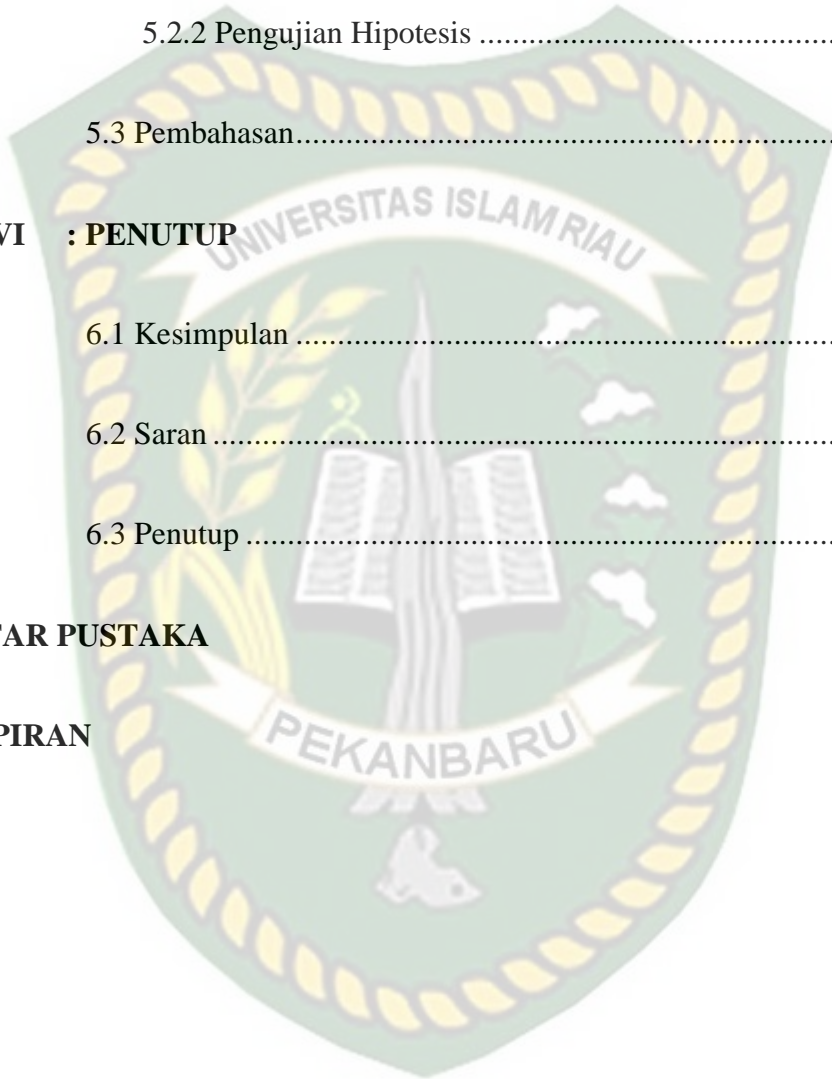 5.2.2 Pengujian Hipotesis ........................................
5.3 Pembahasan................................................................
UNIVERSITAS ISLAM RIAU
VI : PENUTUP
6.1 Kesimpulan ................................................................
6.2 Saran ................................................................
6.3 Penutup ................................................................
TAR PUSTAKA
PIRAN
PEKANBARU